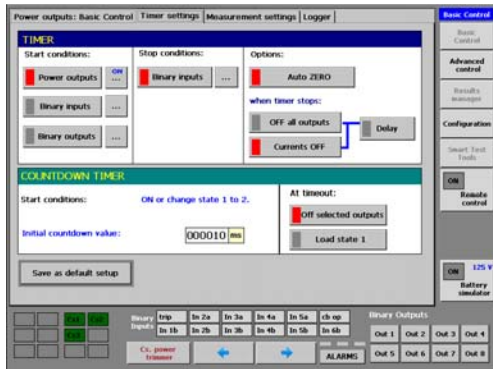 Power outputs: Basic Control Timer settings Measurement settings Logger
Basic Control
TIMER
Start conditions: Stop conditions: Options:
Power outputs ON ... Binary inputs ... Auto ZERO
when timer stops:
Binary inputs ... OFF all outputs Delay
Binary outputs ... Currents OFF
COUNTDOWN TIMER
Start conditions: ON or change state 1 to 2. At timeout:
Off selected outputs
Initial countdown value: 000010 ms
Load state 1
Save as default setup
Basic Control
Advanced control
Results manager
Configuration
Smart Test Tools
ON
Remote control
ON 125 V
Battery simulator
Binary Inputs trip In 2a In 3a In 4a In 5a cb op
In 1b In 2b In 3b In 4b In 5b In 6b
Binary Outputs
Out 1 Out 2 Out 3 Out 4
Cx. power trimmer ALARMS Out 5 Out 6 Out 7 Out 8